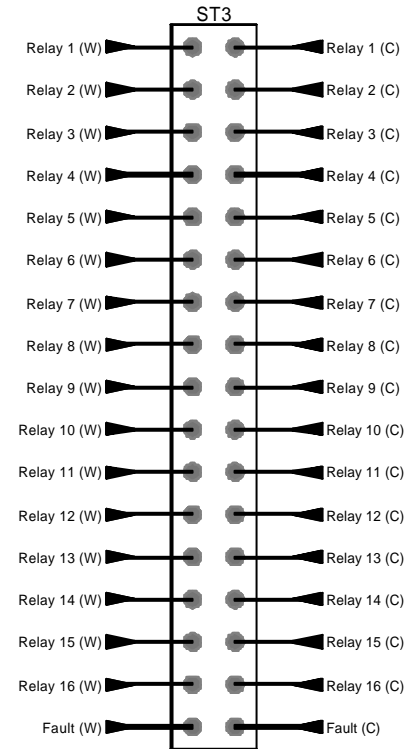 ST3
Relay 1 (W) Relay 1 (C)
Relay 2 (W) Relay 2 (C)
Relay 3 (W) Relay 3 (C)
Relay 4 (W) Relay 4 (C)
Relay 5 (W) Relay 5 (C)
Relay 6 (W) Relay 6 (C)
Relay 7 (W) Relay 7 (C)
Relay 8 (W) Relay 8 (C)
Relay 9 (W) Relay 9 (C)
Relay 10 (W) Relay 10 (C)
Relay 11 (W) Relay 11 (C)
Relay 12 (W) Relay 12 (C)
Relay 13 (W) Relay 13 (C)
Relay 14 (W) Relay 14 (C)
Relay 15 (W) Relay 15 (C)
Relay 16 (W) Relay 16 (C)
Fault (W) Fault (C)